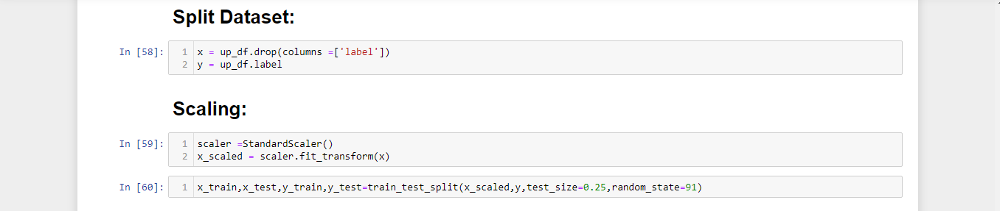 Split Dataset:
In [58]:
1 x = up_df.drop(columns =['label'])
2 y = up_df.label
Scaling:
In [59]:
1 scaler =StandardScaler()
2 x_scaled = scaler.fit_transform(x)
In [60]:
1 x_train,x_test,y_train,y_test=train_test_split(x_scaled,y,test_size=0.25,random_state=91)